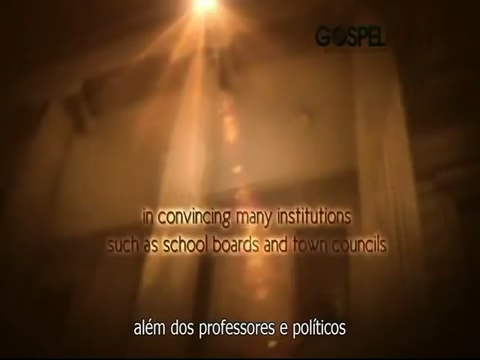 GOSPEL
in convincing many institutions
such as school boards and town councils
além dos professores e políticos